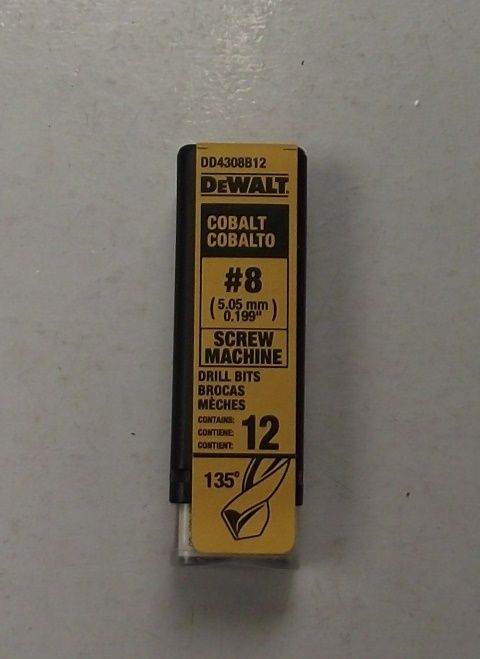 DD4308B12
DEWALT
COBALT
COBALTO
#8
(5.05 mm)
0.199"
SCREW
MACHINE
DRILL BITS
BROCAS
MÈCHES
CONTAINS:
CONTIENE:
CONTIENT:
12
135°